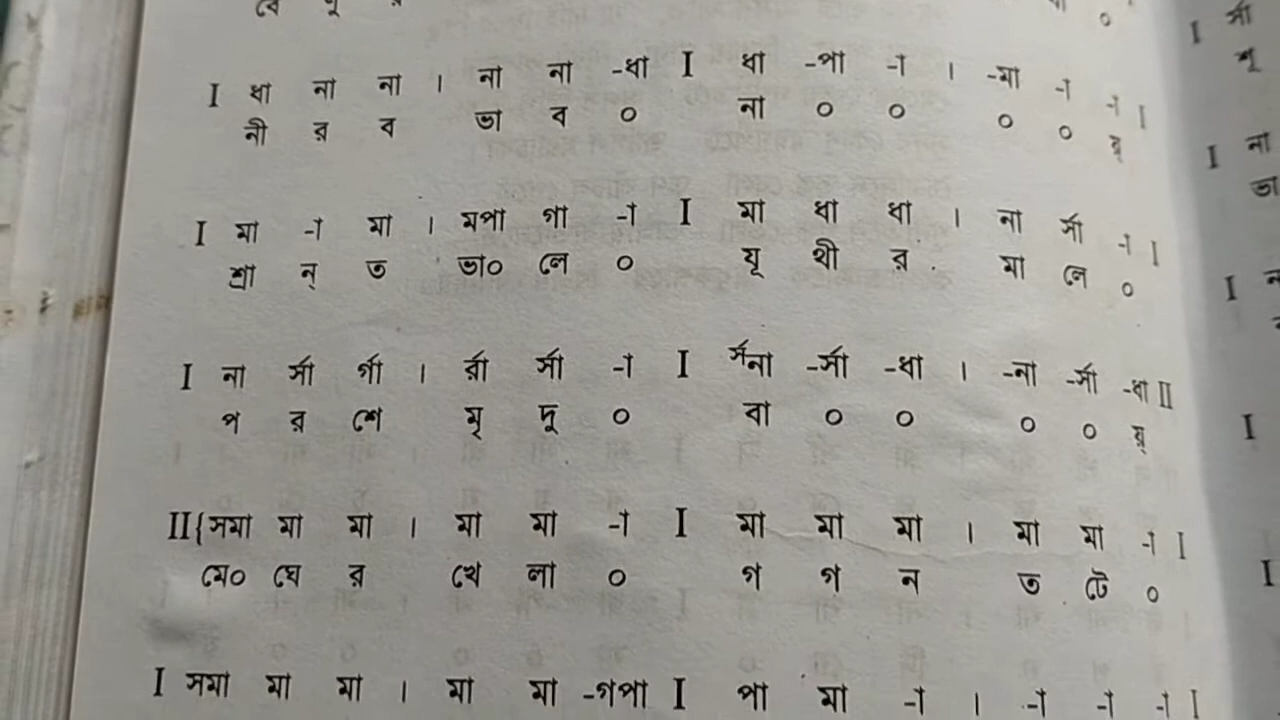 I ধা না না । না না -ধা I ধা -পা -া । -মা -া -া I
নী র ব ভা ব ০ না ০ ০ ০ ০ য়্
I মা -া মা । মপা গা -া I মা ধা ধা । না র্সা -া I
শ্রা ন্ ত ভা০ লে ০ যূ থী র মা লে ০
I না র্সা র্গা । র্রা র্সা -া I র্সনা -র্সা -ধা । -না -র্সা -ধা II
প র শে মৃ দু ০ বা ০ ০ ০ ০ য়্
II{ সমা মা মা । মা মা -া I মা মা মা । মা মা -া I
মে০ ঘে র খে লা ০ গ গ ন ত টে ০
I সমা মা মা । মা মা -গপা I পা মা -া । -া -া -া I